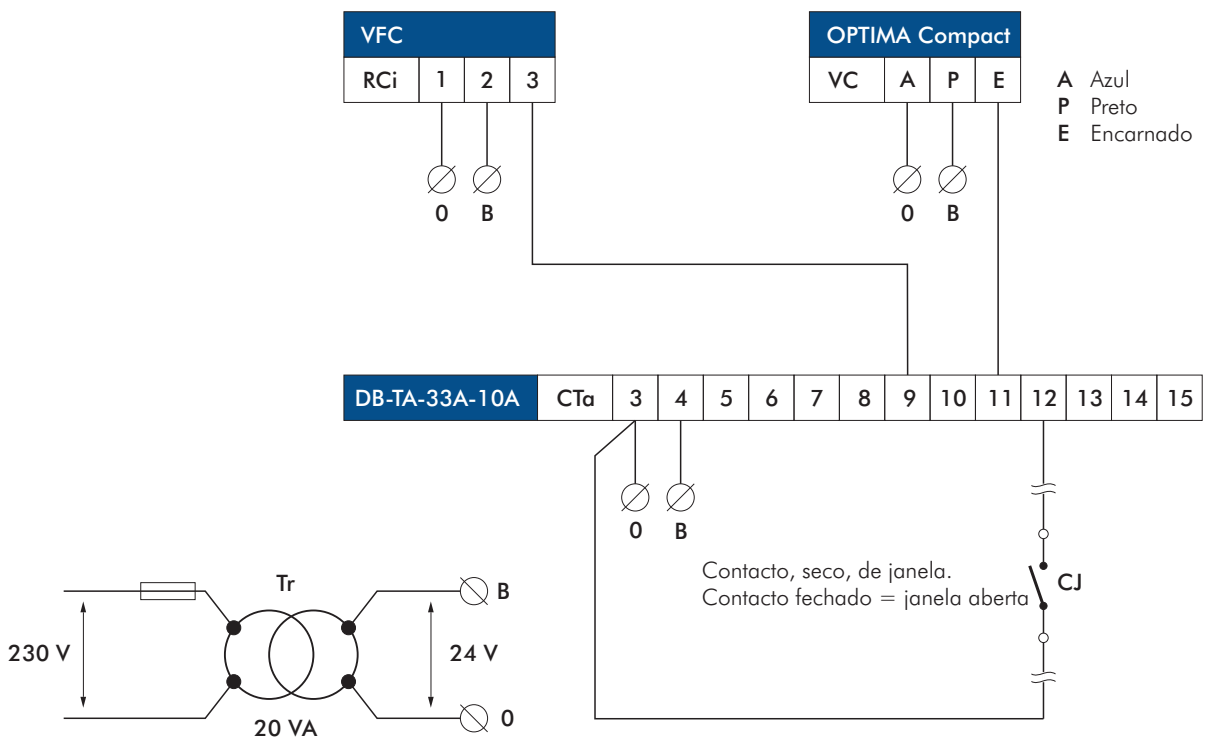 VFC
RCi 1 2 3
OPTIMA Compact
VC A P E
A Azul
P Preto
E Encarnado
0 B
0 B
DB-TA-33A-10A CTa 3 4 5 6 7 8 9 10 11 12 13 14 15
0 B
Contacto, seco, de janela.
Contacto fechado = janela aberta
CJ
Tr
B
230 V
24 V
0
20 VA